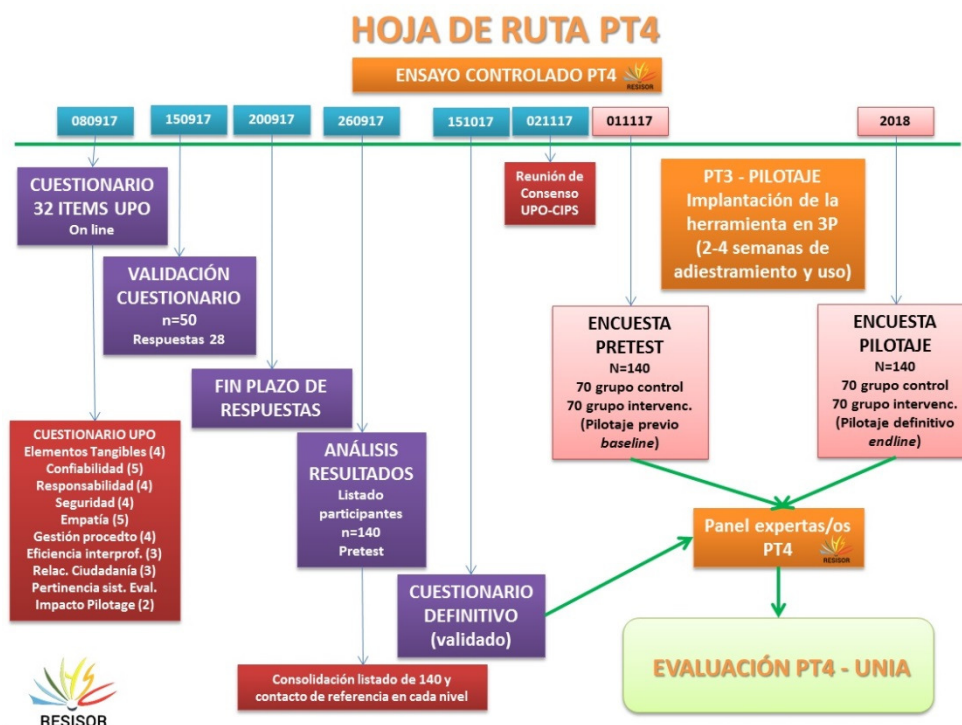 HOJA DE RUTA PT4
ENSAYO CONTROLADO PT4
RESISOR
080917
150917
200917
260917
151017
021117
011117
2018
CUESTIONARIO
32 ITEMS UPO
On line
VALIDACIÓN
CUESTIONARIO
n=50
Respuestas 28
FIN PLAZO DE
RESPUESTAS
ANÁLISIS
RESULTADOS
Listado
participantes
n=140
Pretest
CUESTIONARIO
DEFINITIVO
(validado)
Reunión de
Consenso
UPO-CIPS
PT3 - PILOTAJE
Implantación de la
herramienta en 3P
(2-4 semanas de
adiestramiento y uso)
ENCUESTA
PRETEST
N=140
70 grupo control
70 grupo intervenc.
(Pilotaje previo
baseline)
ENCUESTA
PILOTAJE
N=140
70 grupo control
70 grupo intervenc.
(Pilotaje definitivo
endline)
CUESTIONARIO UPO
Elementos Tangibles (4)
Confiabilidad (5)
Responsabilidad (4)
Seguridad (4)
Empatía (5)
Gestión procedto (4)
Eficiencia interprof. (3)
Relac. Ciudadanía (3)
Pertinencia sist. Eval.
Impacto Pilotage (2)
Consolidación listado de 140 y
contacto de referencia en cada nivel
Panel expertas/os
PT4
RESISOR
EVALUACIÓN PT4 - UNIA
RESISOR